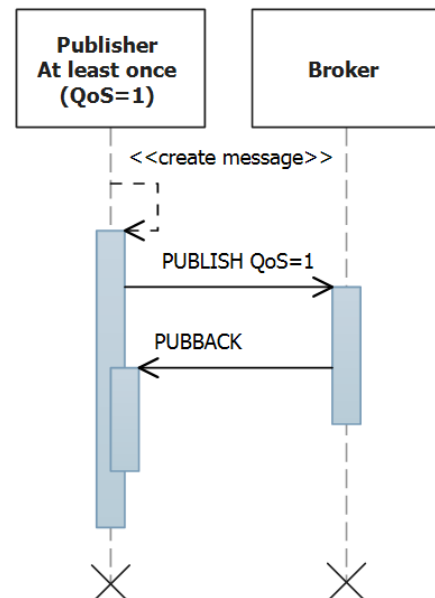 Publisher
At least once
(QoS=1)
Broker
<<create message>>
PUBLISH QoS=1
PUBBACK